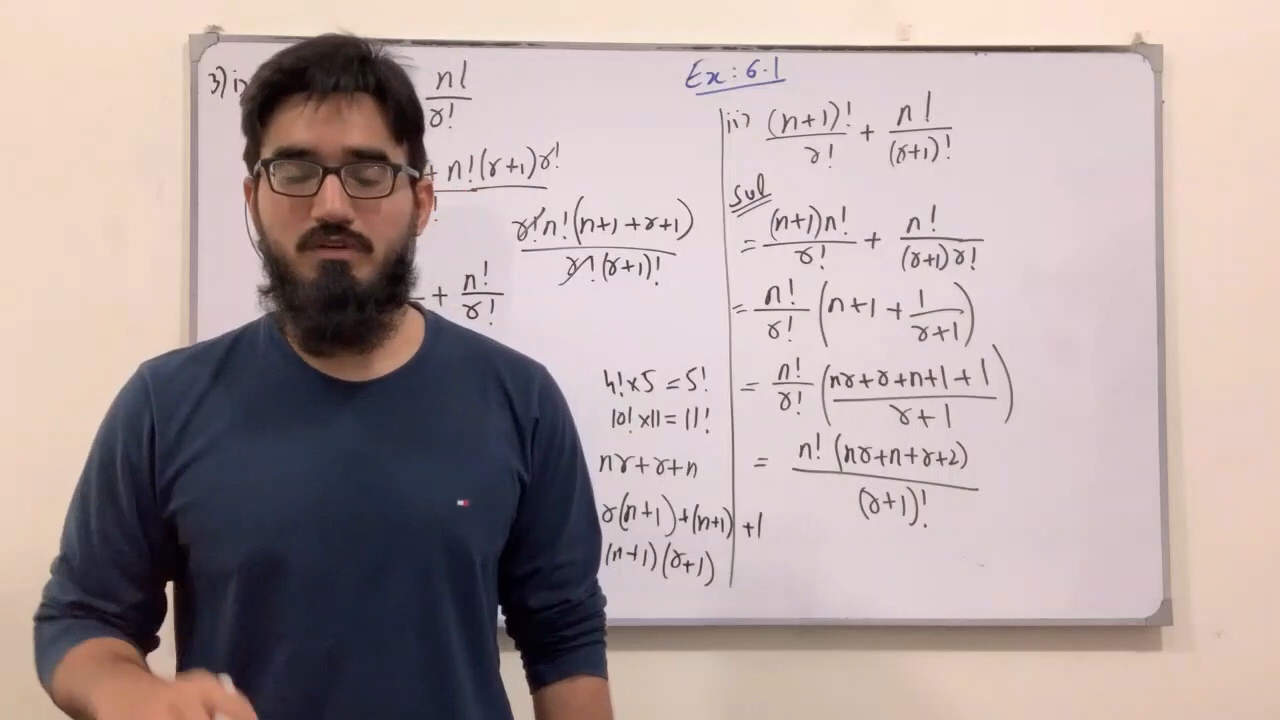 Ex: 6.1
3) i)
n!/r!
+ n!(r+1)r!
r!n!(n+1+r+1)/r!(r+1)!
+ n!/r!
4! × 5 = 5!
10! × 11 = 11!
nr+r+n
r(n+1)+(n+1) +1
(n+1)(r+1)
ii) (n+1)!/r! + n!/(r+1)!
Sol
= (n+1)n!/r! + n!/(r+1)r!
= n!/r! (n+1 + 1/r+1)
= n!/r! (nr+r+n+1+1/r+1)
= n! (nr+n+r+2)/(r+1)!